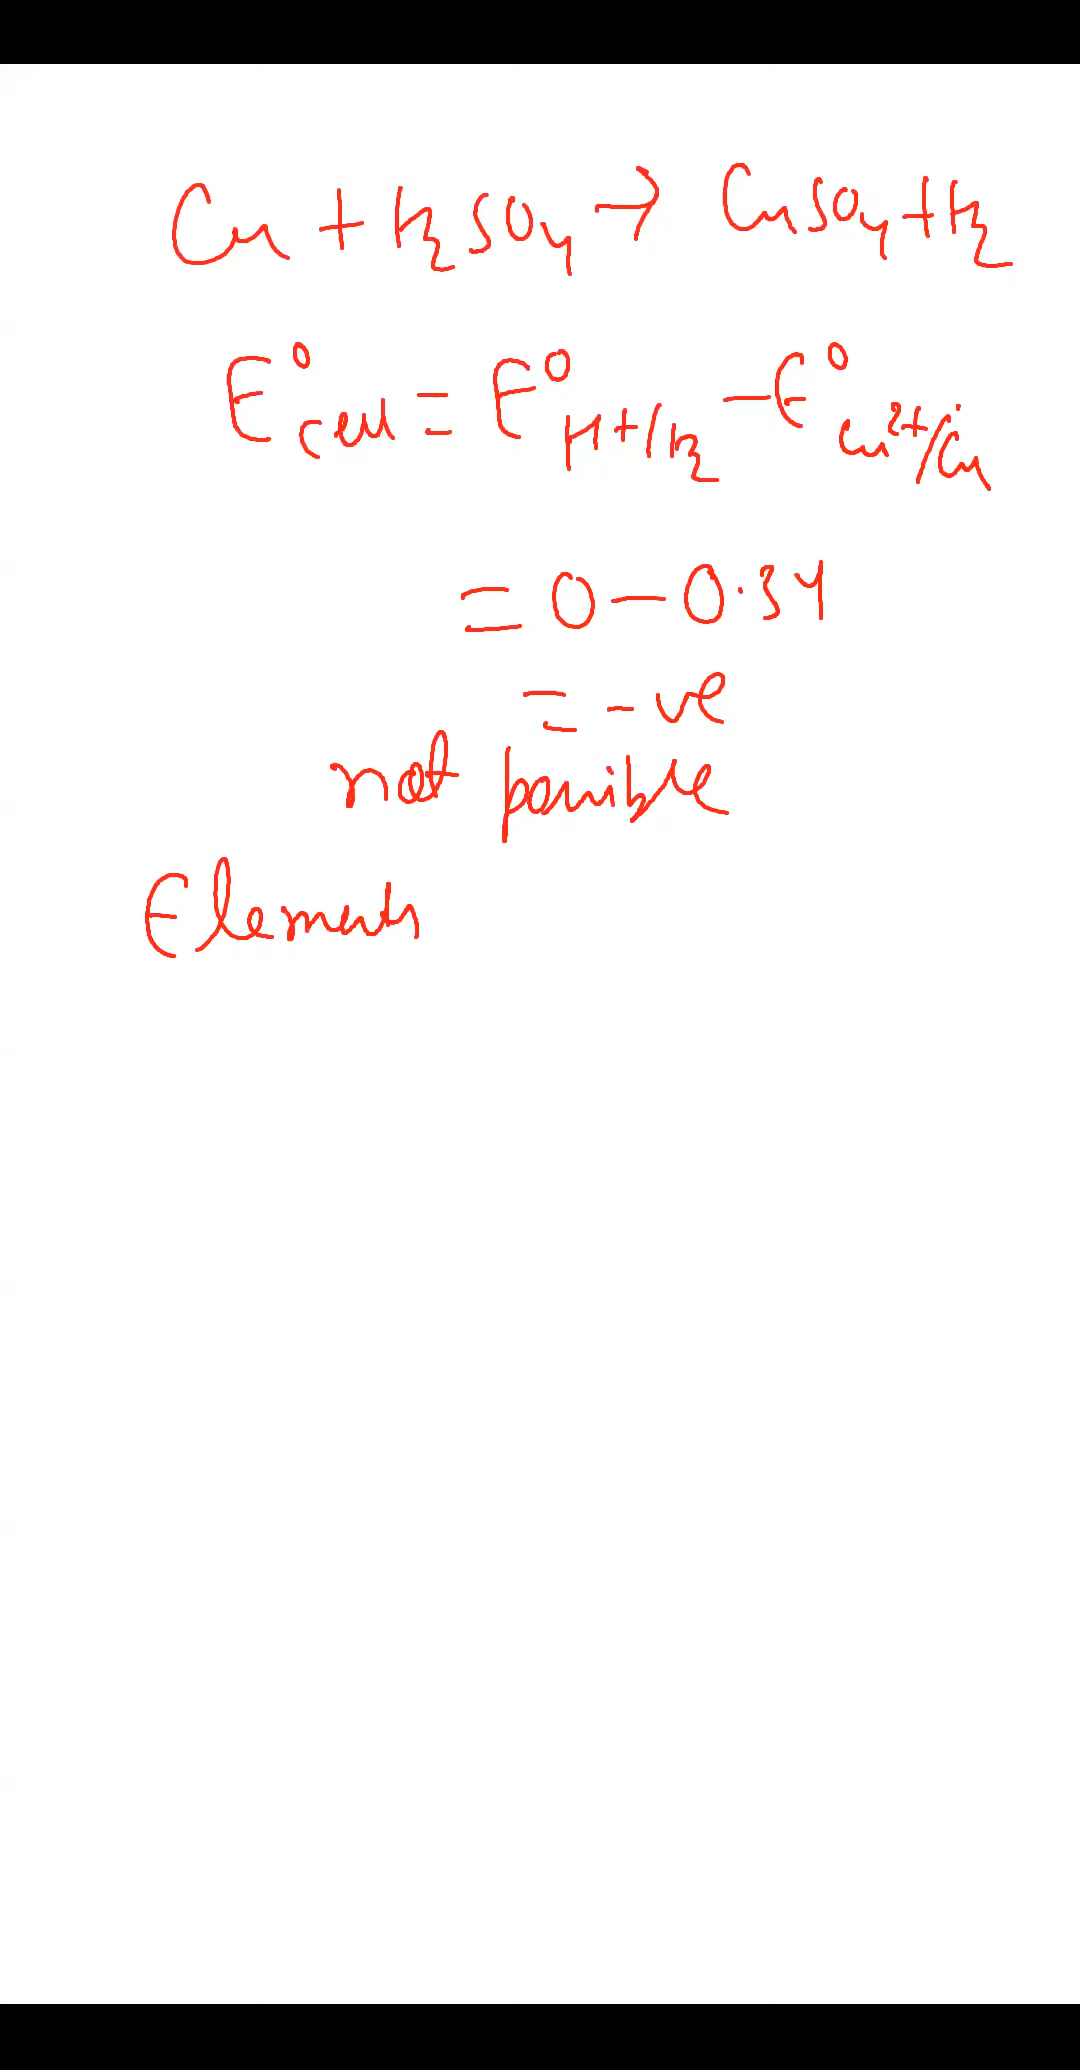 Cu + H2SO4 → CuSO4 + H2
E°cell = E°H+/H2 - E°Cu2+/Cu
= 0 - 0.34
= -ve
not possible
Elements